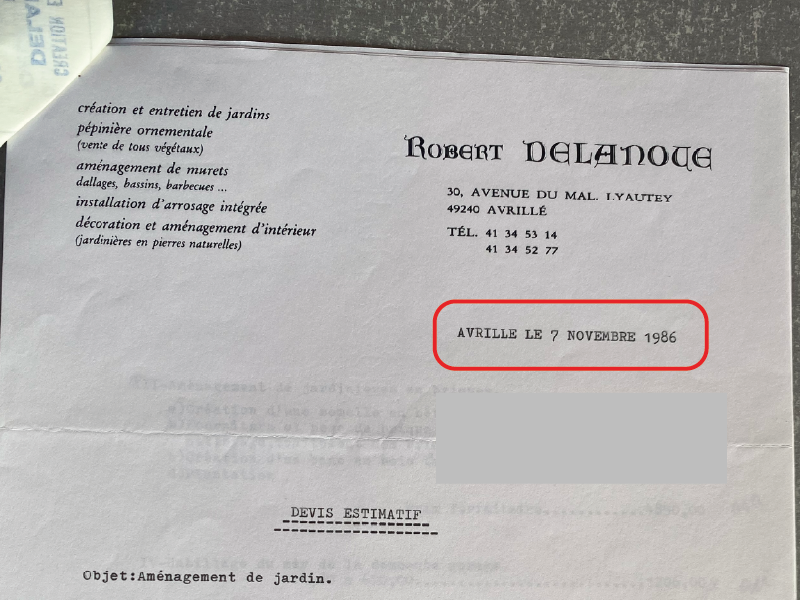 DELA
CRÉATION E
création et entretien de jardins
pépinière ornementale
(vente de tous végétaux)
aménagement de murets
dallages, bassins, barbecues ...
installation d'arrosage intégrée
décoration et aménagement d'intérieur
(jardinières en pierres naturelles)
Robert DELANOUE
30, AVENUE DU MAL. LYAUTEY
49240 AVRILLÉ
TÉL. 41 34 53 14
41 34 52 77
AVRILLE LE 7 NOVEMBRE 1986
DEVIS ESTIMATIF
Objet:Aménagement de jardin.